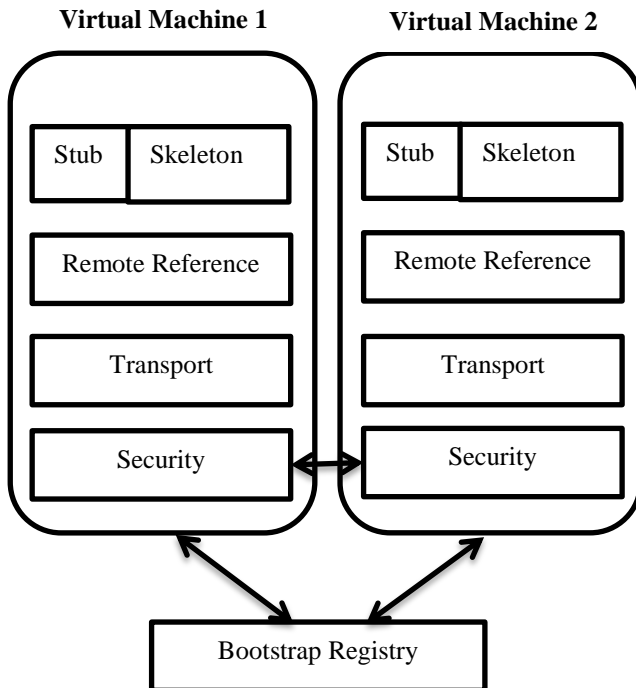 Virtual Machine 1
Virtual Machine 2
Stub
Skeleton
Stub
Skeleton
Remote Reference
Remote Reference
Transport
Transport
Security
Security
Bootstrap Registry